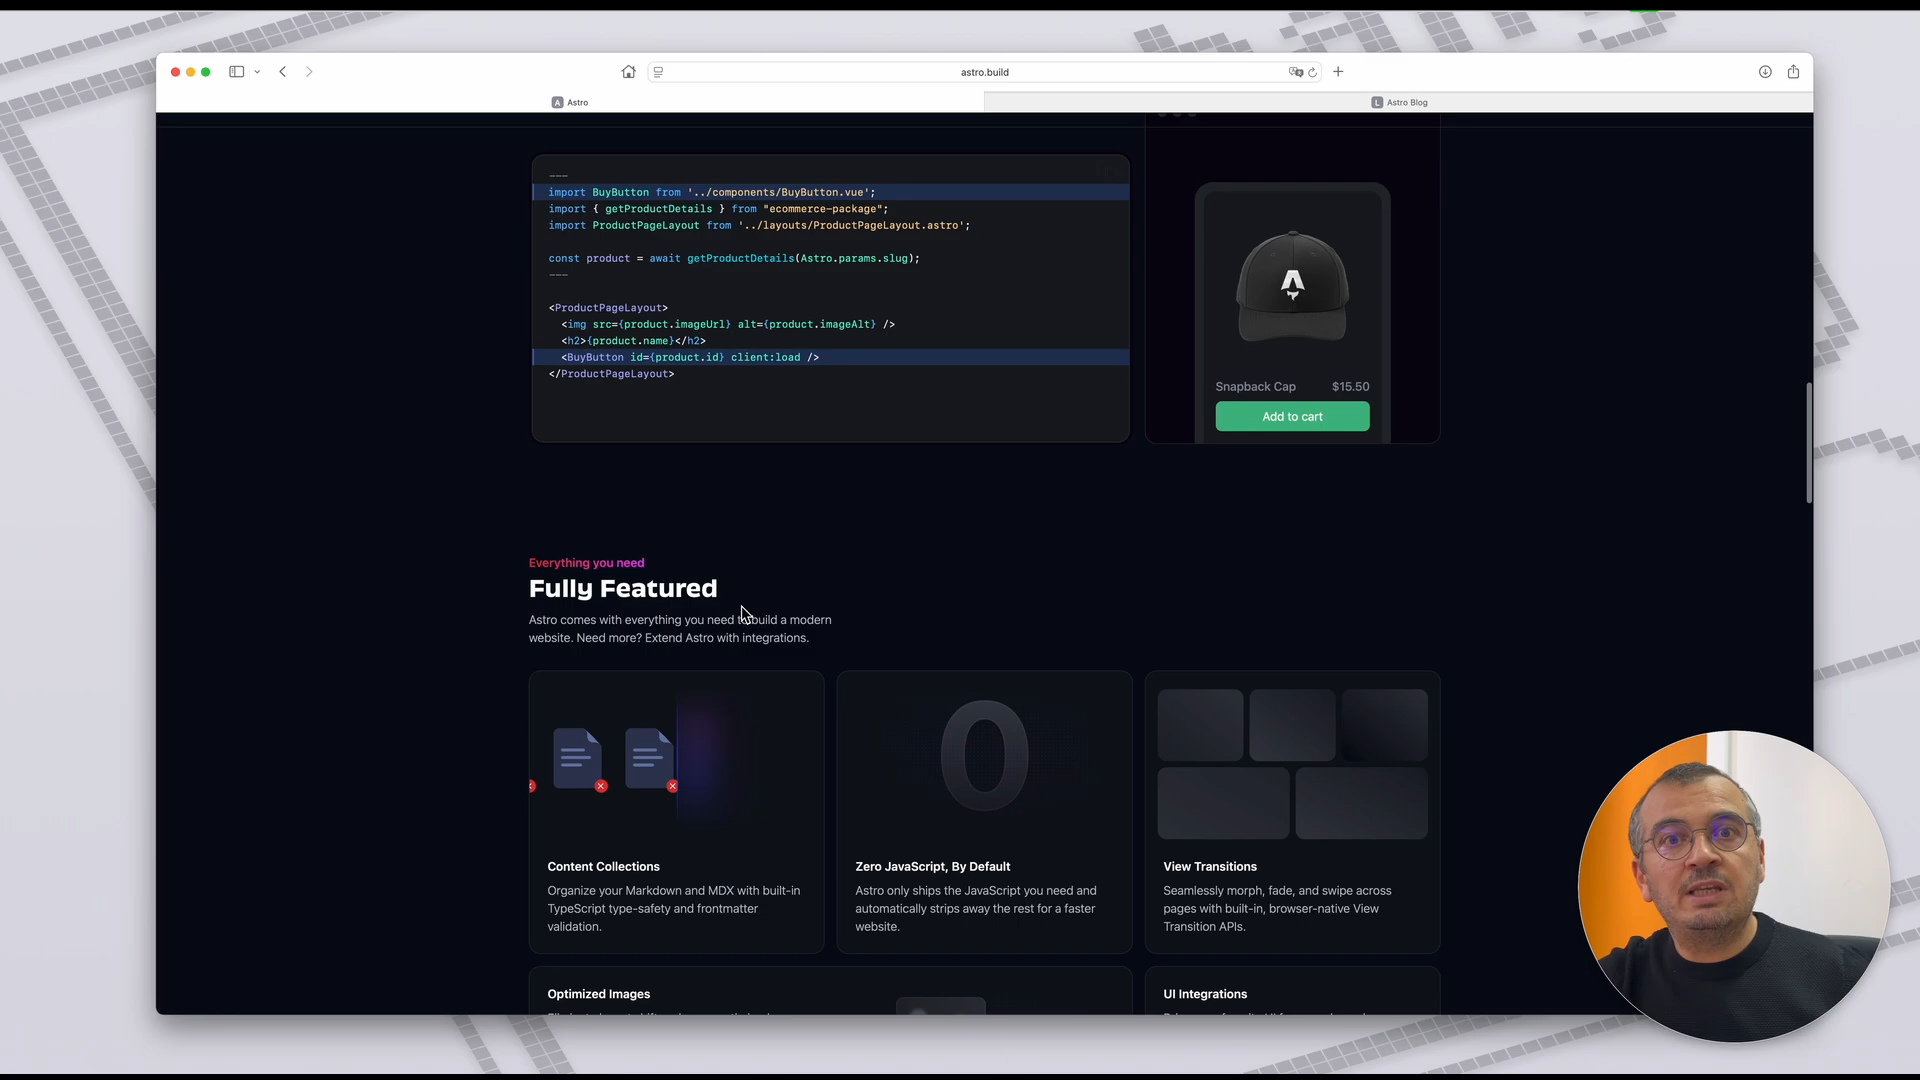 astro.build
Astro
Astro Blog
---
import BuyButton from '../components/BuyButton.vue';
import { getProductDetails } from "ecommerce-package";
import ProductPageLayout from '../layouts/ProductPageLayout.astro';
const product = await getProductDetails(Astro.params.slug);
---
<ProductPageLayout>
<img src={product.imageUrl} alt={product.imageAlt} />
<h2>{product.name}</h2>
<BuyButton id={product.id} client:load />
</ProductPageLayout>
Snapback Cap $15.50
Add to cart
Everything you need
Fully Featured
Astro comes with everything you need to build a modern
website. Need more? Extend Astro with integrations.
0
Content Collections
Organize your Markdown and MDX with built-in
TypeScript type-safety and frontmatter
validation.
Zero JavaScript, By Default
Astro only ships the JavaScript you need and
automatically strips away the rest for a faster
website.
View Transitions
Seamlessly morph, fade, and swipe across
pages with built-in, browser-native View
Transition APIs.
Optimized Images
UI Integrations